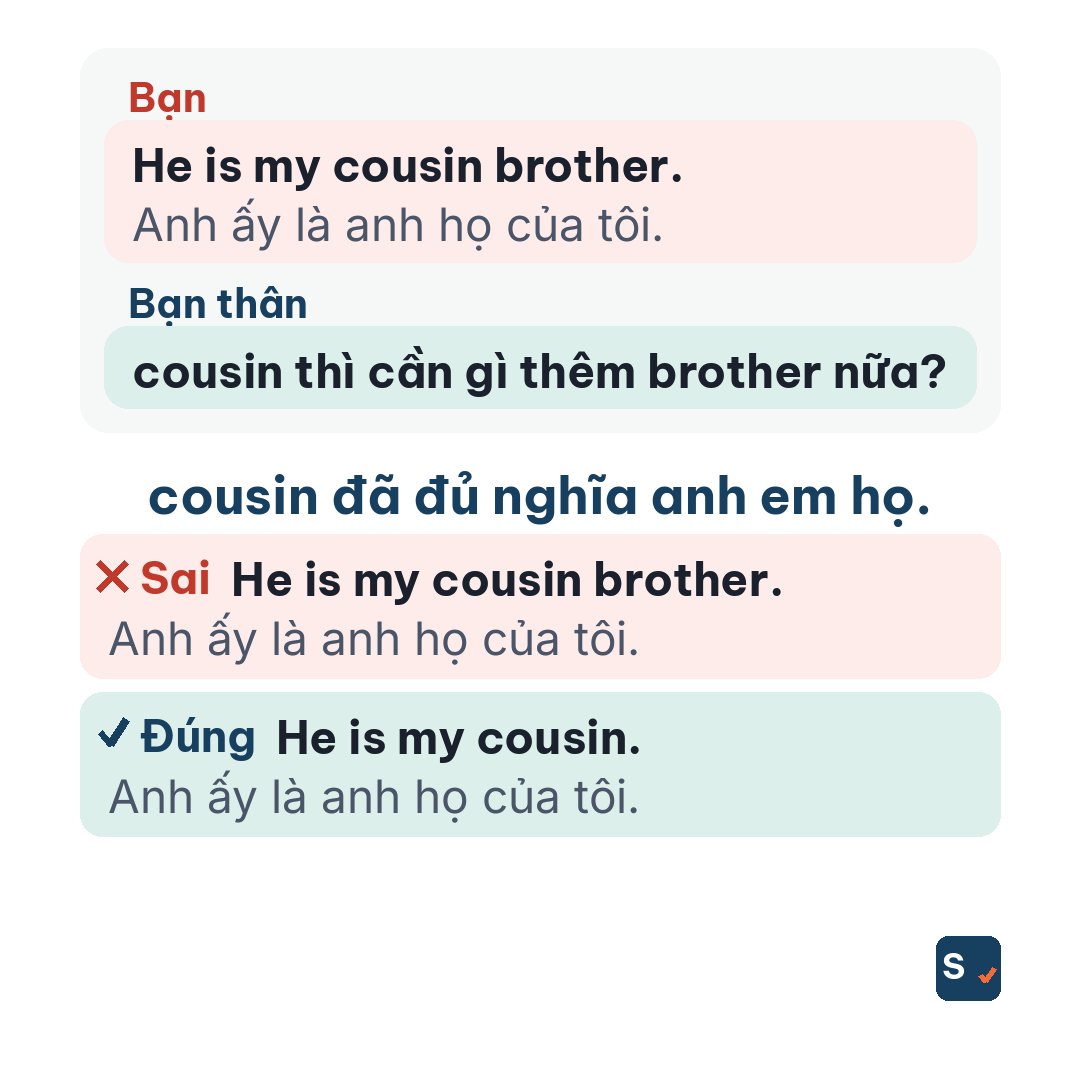 Bạn
He is my cousin brother.
Anh ấy là anh họ của tôi.
Bạn thân
cousin thì cần gì thêm brother nữa?
cousin đã đủ nghĩa anh em họ.
Sai He is my cousin brother.
Anh ấy là anh họ của tôi.
Đúng He is my cousin.
Anh ấy là anh họ của tôi.
S